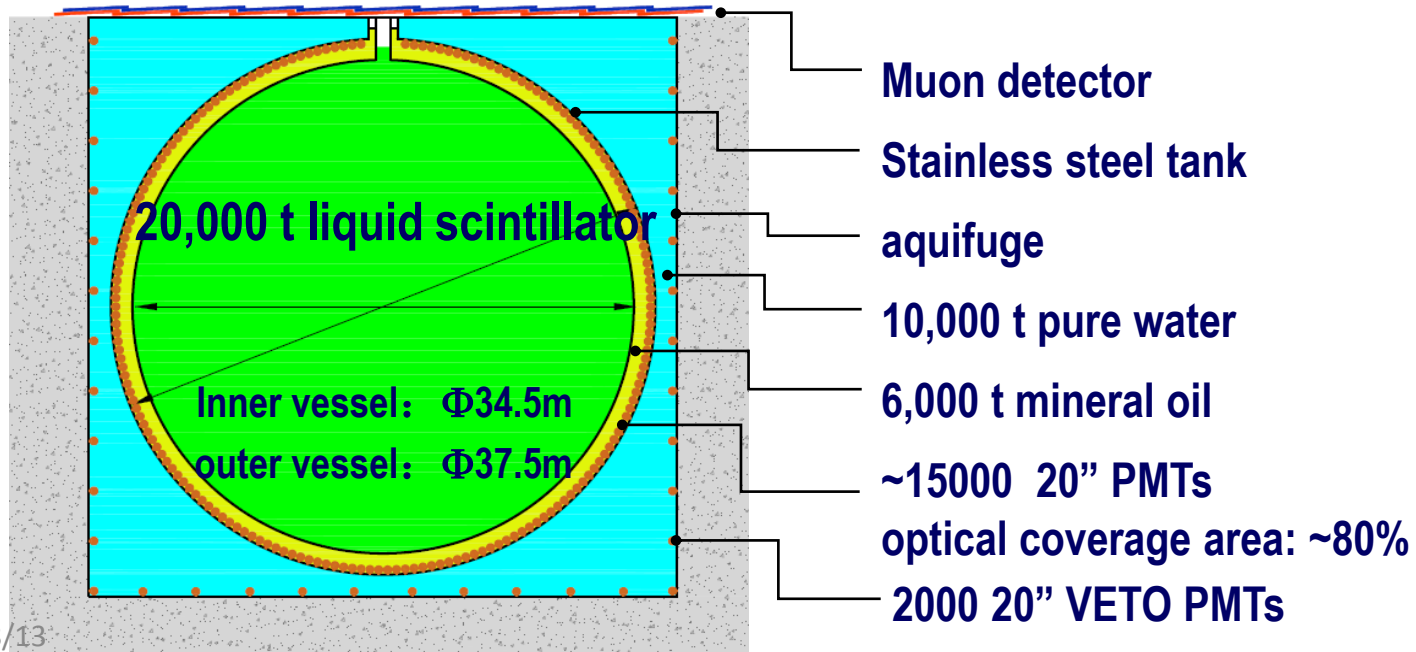 Muon detector
Stainless steel tank
20,000 t liquid scintillator
aquifuge
10,000 t pure water
Inner vessel：Φ34.5m
6,000 t mineral oil
outer vessel：Φ37.5m
~15000 20” PMTs
optical coverage area: ~80%
2000 20” VETO PMTs
/13